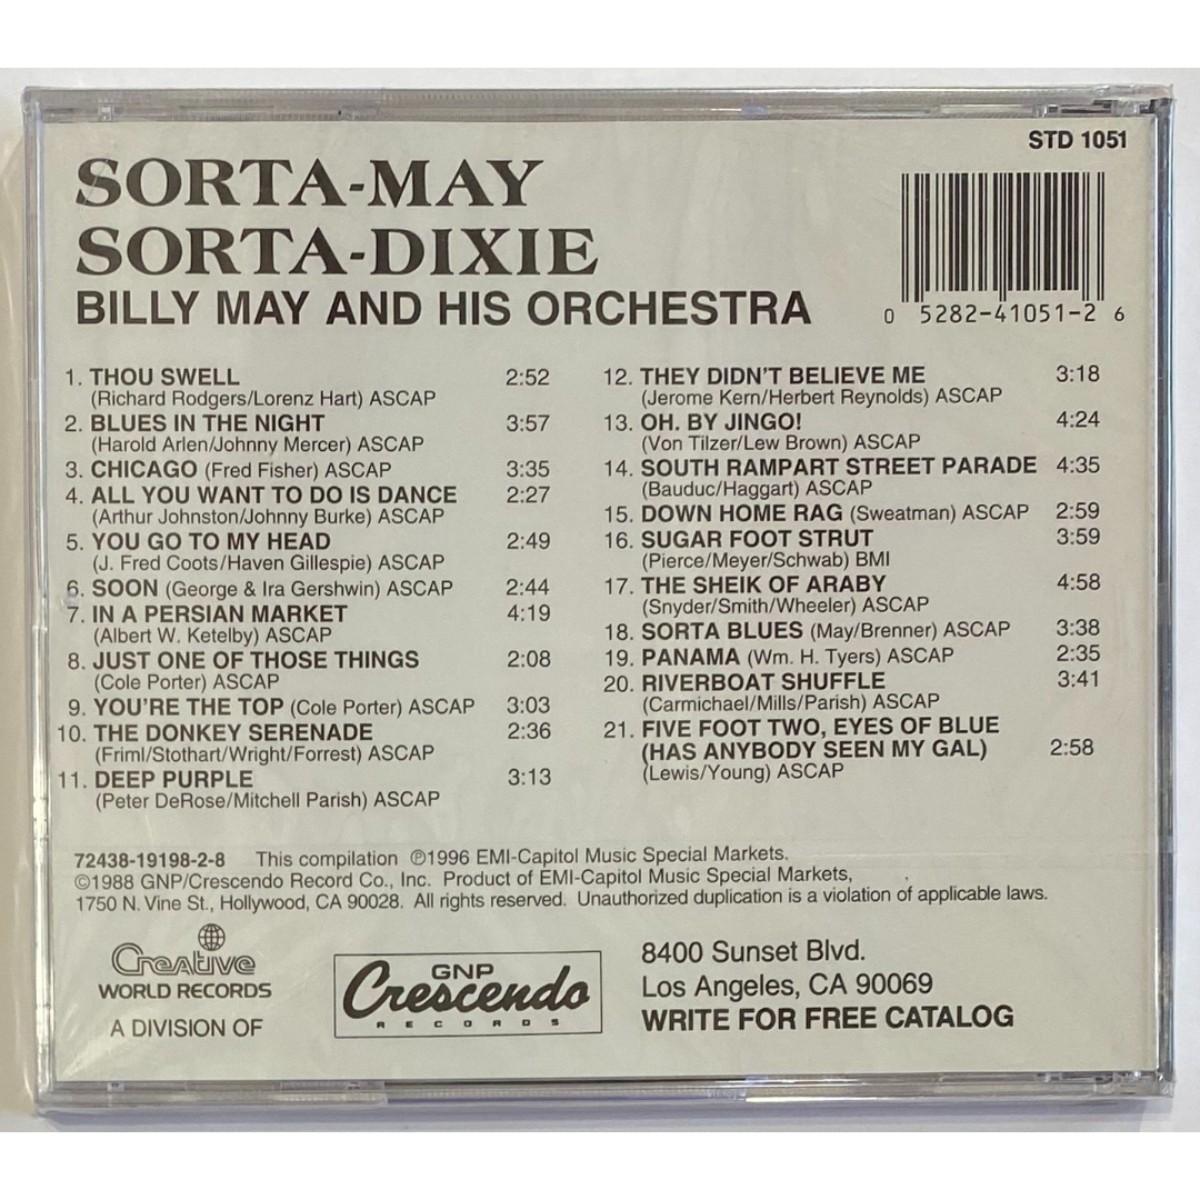 STD 1051
SORTA-MAY
SORTA-DIXIE
BILLY MAY AND HIS ORCHESTRA
0 5282-41051-2 6
1. THOU SWELL 2:52
(Richard Rodgers/Lorenz Hart) ASCAP
2. BLUES IN THE NIGHT 3:57
(Harold Arlen/Johnny Mercer) ASCAP
3. CHICAGO (Fred Fisher) ASCAP 3:35
4. ALL YOU WANT TO DO IS DANCE 2:27
(Arthur Johnston/Johnny Burke) ASCAP
5. YOU GO TO MY HEAD 2:49
(J. Fred Coots/Haven Gillespie) ASCAP
6. SOON (George & Ira Gershwin) ASCAP 2:44
7. IN A PERSIAN MARKET 4:19
(Albert W. Ketelby) ASCAP
8. JUST ONE OF THOSE THINGS 2:08
(Cole Porter) ASCAP
9. YOU'RE THE TOP (Cole Porter) ASCAP 3:03
10. THE DONKEY SERENADE 2:36
(Friml/Stothart/Wright/Forrest) ASCAP
11. DEEP PURPLE 3:13
(Peter DeRose/Mitchell Parish) ASCAP
12. THEY DIDN'T BELIEVE ME 3:18
(Jerome Kern/Herbert Reynolds) ASCAP
13. OH. BY JINGO! 4:24
(Von Tilzer/Lew Brown) ASCAP
14. SOUTH RAMPART STREET PARADE 4:35
(Bauduc/Haggart) ASCAP
15. DOWN HOME RAG (Sweatman) ASCAP 2:59
16. SUGAR FOOT STRUT 3:59
(Pierce/Meyer/Schwab) BMI
17. THE SHEIK OF ARABY 4:58
(Snyder/Smith/Wheeler) ASCAP
18. SORTA BLUES (May/Brenner) ASCAP 3:38
19. PANAMA (Wm. H. Tyers) ASCAP 2:35
20. RIVERBOAT SHUFFLE 3:41
(Carmichael/Mills/Parish) ASCAP
21. FIVE FOOT TWO, EYES OF BLUE
(HAS ANYBODY SEEN MY GAL) 2:58
(Lewis/Young) ASCAP
72438-19198-2-8 This compilation ℗1996 EMI-Capitol Music Special Markets.
©1988 GNP/Crescendo Record Co., Inc. Product of EMI-Capitol Music Special Markets,
1750 N. Vine St., Hollywood, CA 90028. All rights reserved. Unauthorized duplication is a violation of applicable laws.
Creative
WORLD RECORDS
A DIVISION OF
GNP
Crescendo
RECORDS
8400 Sunset Blvd.
Los Angeles, CA 90069
WRITE FOR FREE CATALOG